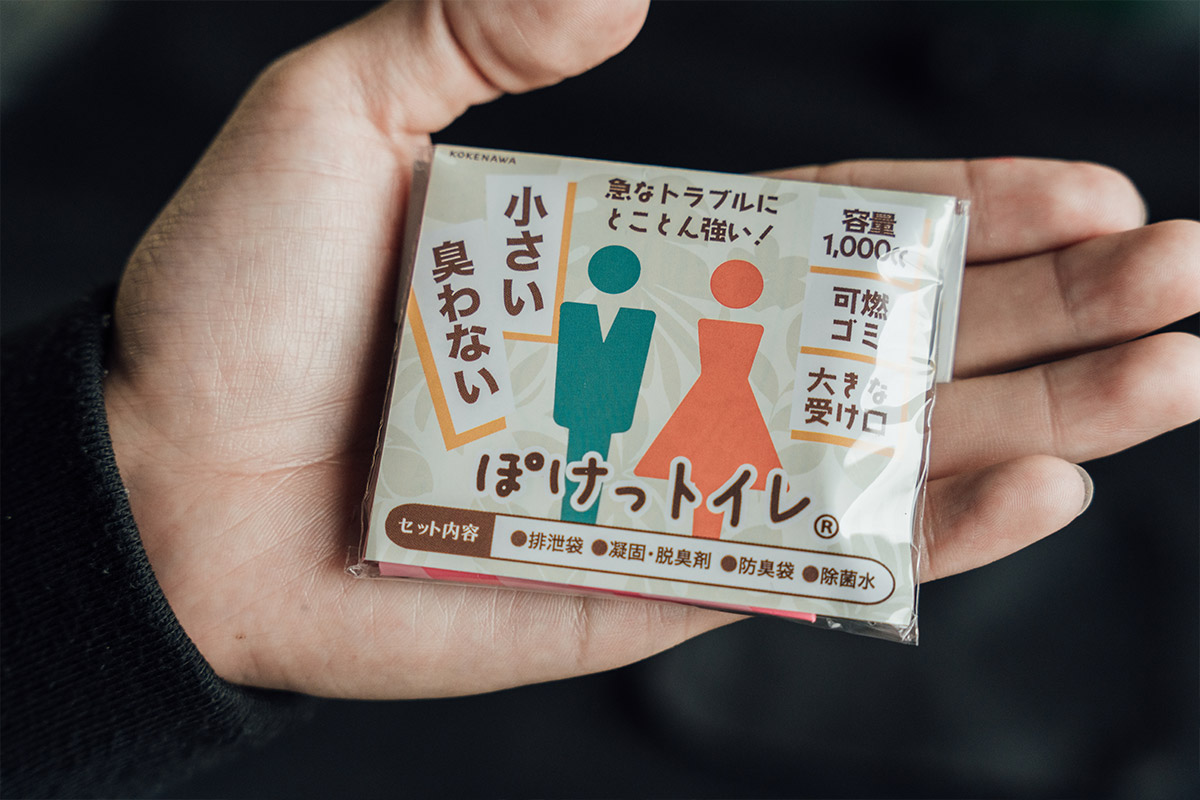 KOKENAWA
急なトラブルに
とことん強い!
小さい
臭わない
容量
1,000cc
可燃
ゴミ
大きな
受け口
ぽけっトイレ®
セット内容 ●排泄袋 ●凝固・脱臭剤 ●防臭袋 ●除菌水